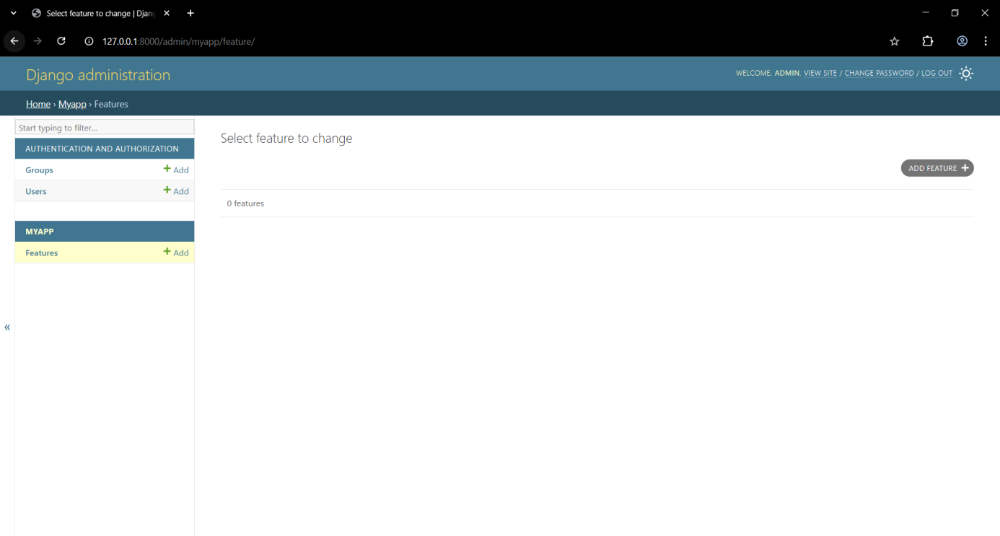 Select feature to change | Djan
127.0.0.1:8000/admin/myapp/feature/
Django administration
WELCOME, ADMIN. VIEW SITE / CHANGE PASSWORD / LOG OUT
Home › Myapp › Features
Start typing to filter...
AUTHENTICATION AND AUTHORIZATION
Groups + Add
Users + Add
MYAPP
Features + Add
«
Select feature to change
ADD FEATURE +
0 features